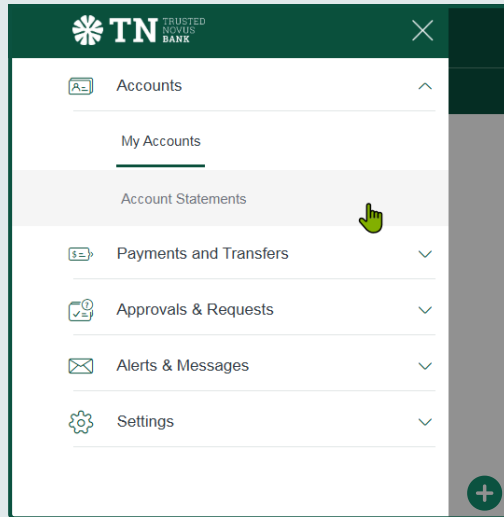 TN TRUSTED
NOVUS
BANK
Accounts
My Accounts
Account Statements
Payments and Transfers
Approvals & Requests
Alerts & Messages
Settings